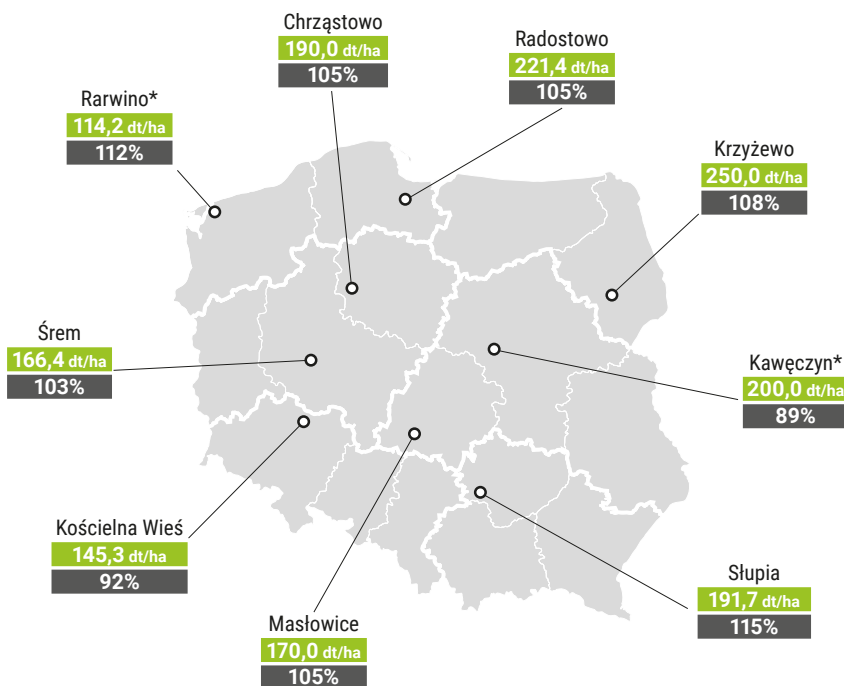 Chrząstowo
190,0 dt/ha
105%
Radostowo
221,4 dt/ha
105%
Rarwino*
114,2 dt/ha
112%
Krzyżewo
250,0 dt/ha
108%
Śrem
166,4 dt/ha
103%
Kawęczyn*
200,0 dt/ha
89%
Kościelna Wieś
145,3 dt/ha
92%
Słupia
191,7 dt/ha
115%
Masłowice
170,0 dt/ha
105%